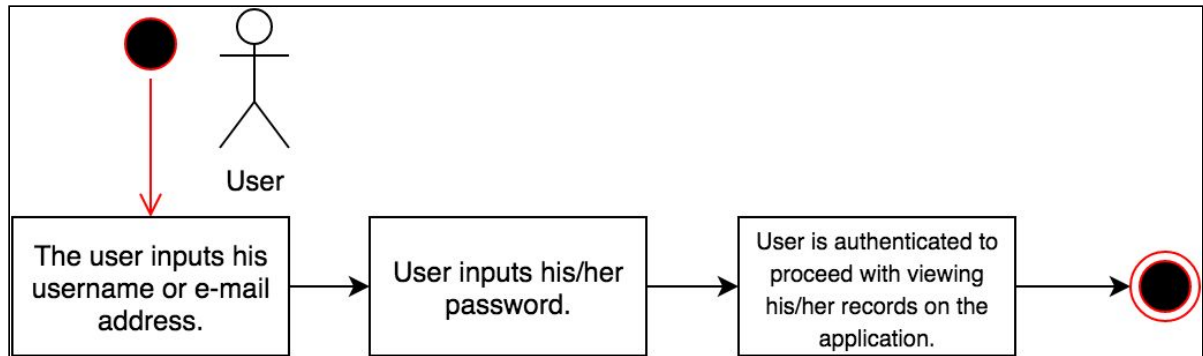 User
The user inputs his
username or e-mail
address.
User inputs his/her
password.
User is authenticated to
proceed with viewing
his/her records on the
application.